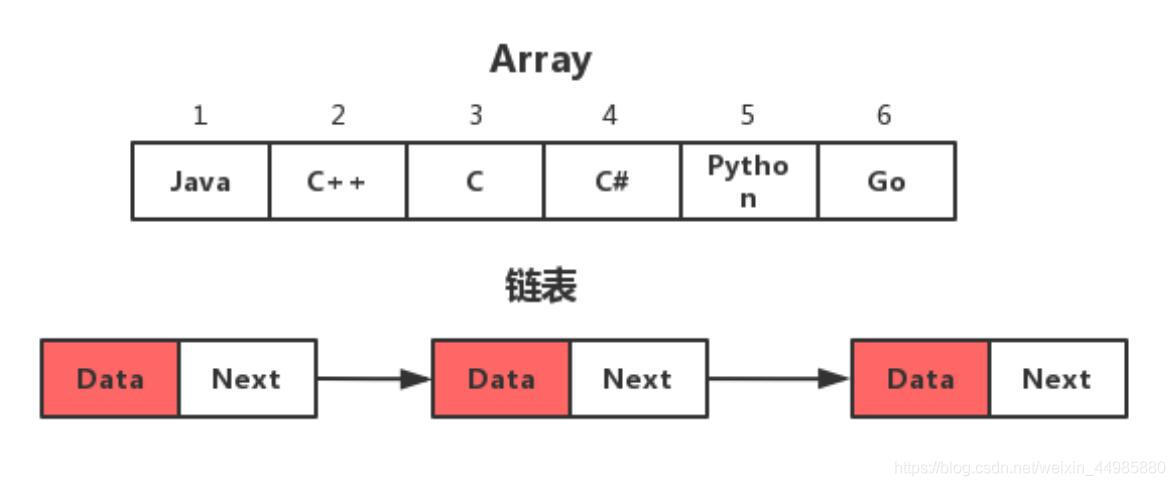 Array
1 2 3 4 5 6
Java C++ C C# Pytho
n Go
链表
Data Next Data Next Data Next
https://blog.csdn.net/weixin_44985880